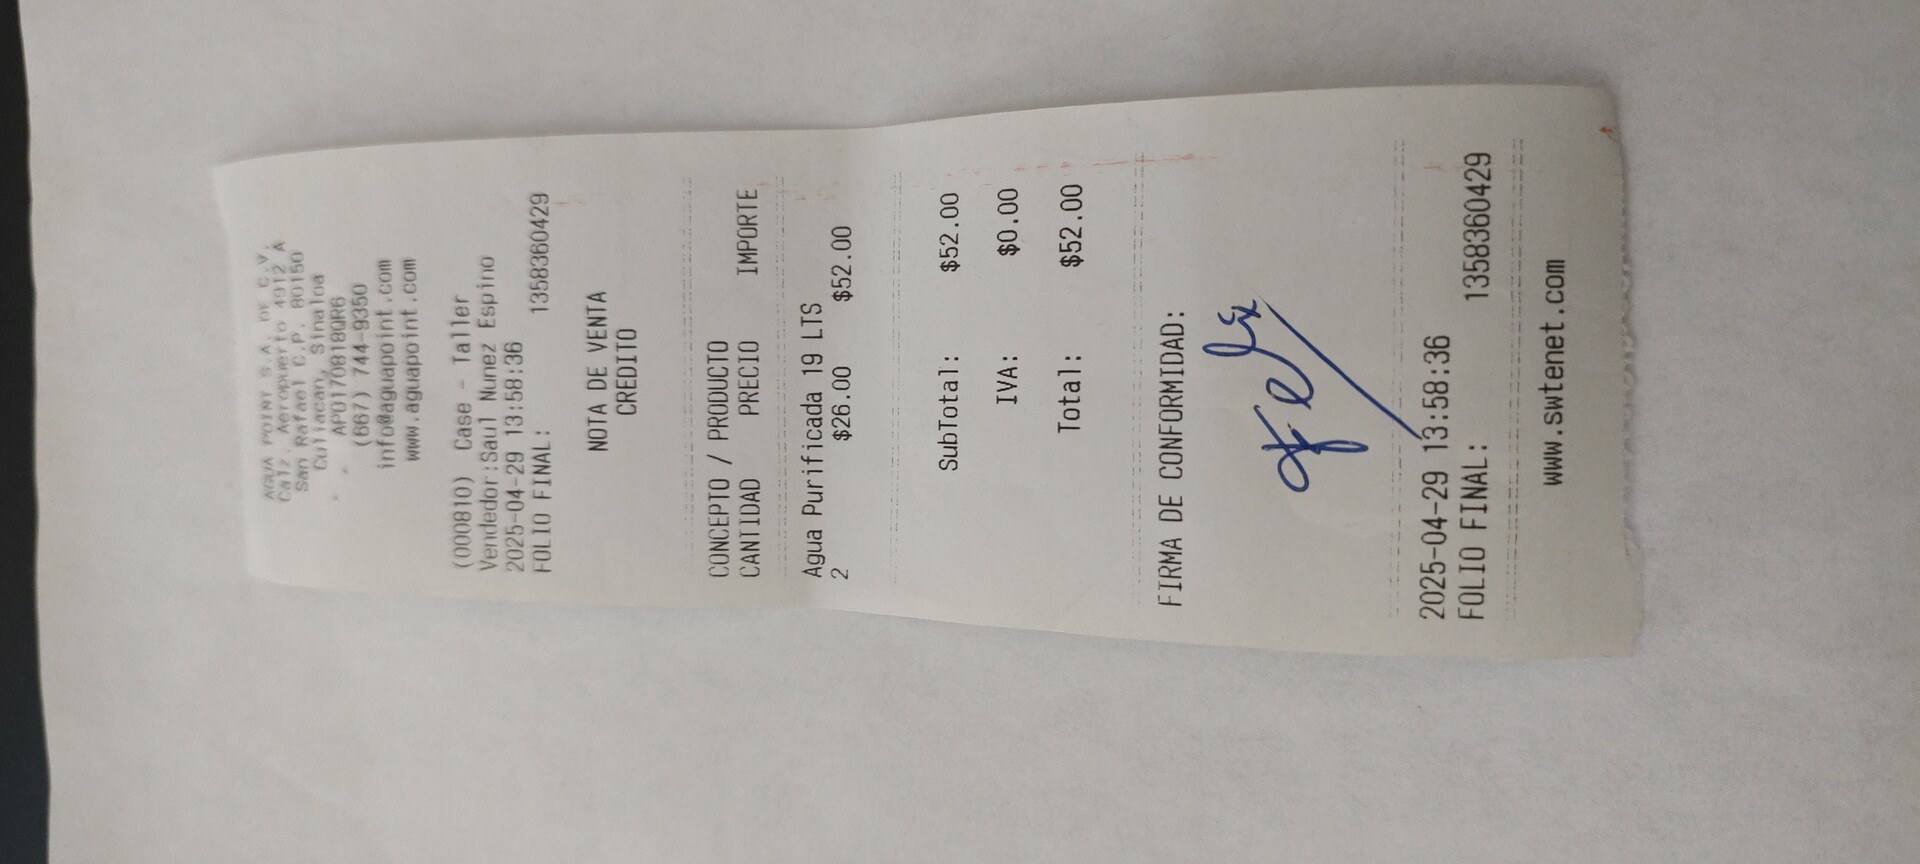 AGUA POINT S.A. DE C.V.
Calz. Aeropuerto 4912 A
San Rafael C.P. 80150
Culiacan, Sinaloa
APO170818QR6
(667) 744-9350
info@aguapoint.com
www.aguapoint.com
(000810) Case - Taller
Vendedor:Saul Nunez Espino
2025-04-29 13:58:36
FOLIO FINAL: 1358360429
NOTA DE VENTA
CREDITO
CONCEPTO / PRODUCTO
CANTIDAD PRECIO IMPORTE
Agua Purificada 19 LTS
2 $26.00 $52.00
SubTotal: $52.00
IVA: $0.00
Total: $52.00
FIRMA DE CONFORMIDAD:
Felix
2025-04-29 13:58:36
FOLIO FINAL: 1358360429
www.swtenet.com